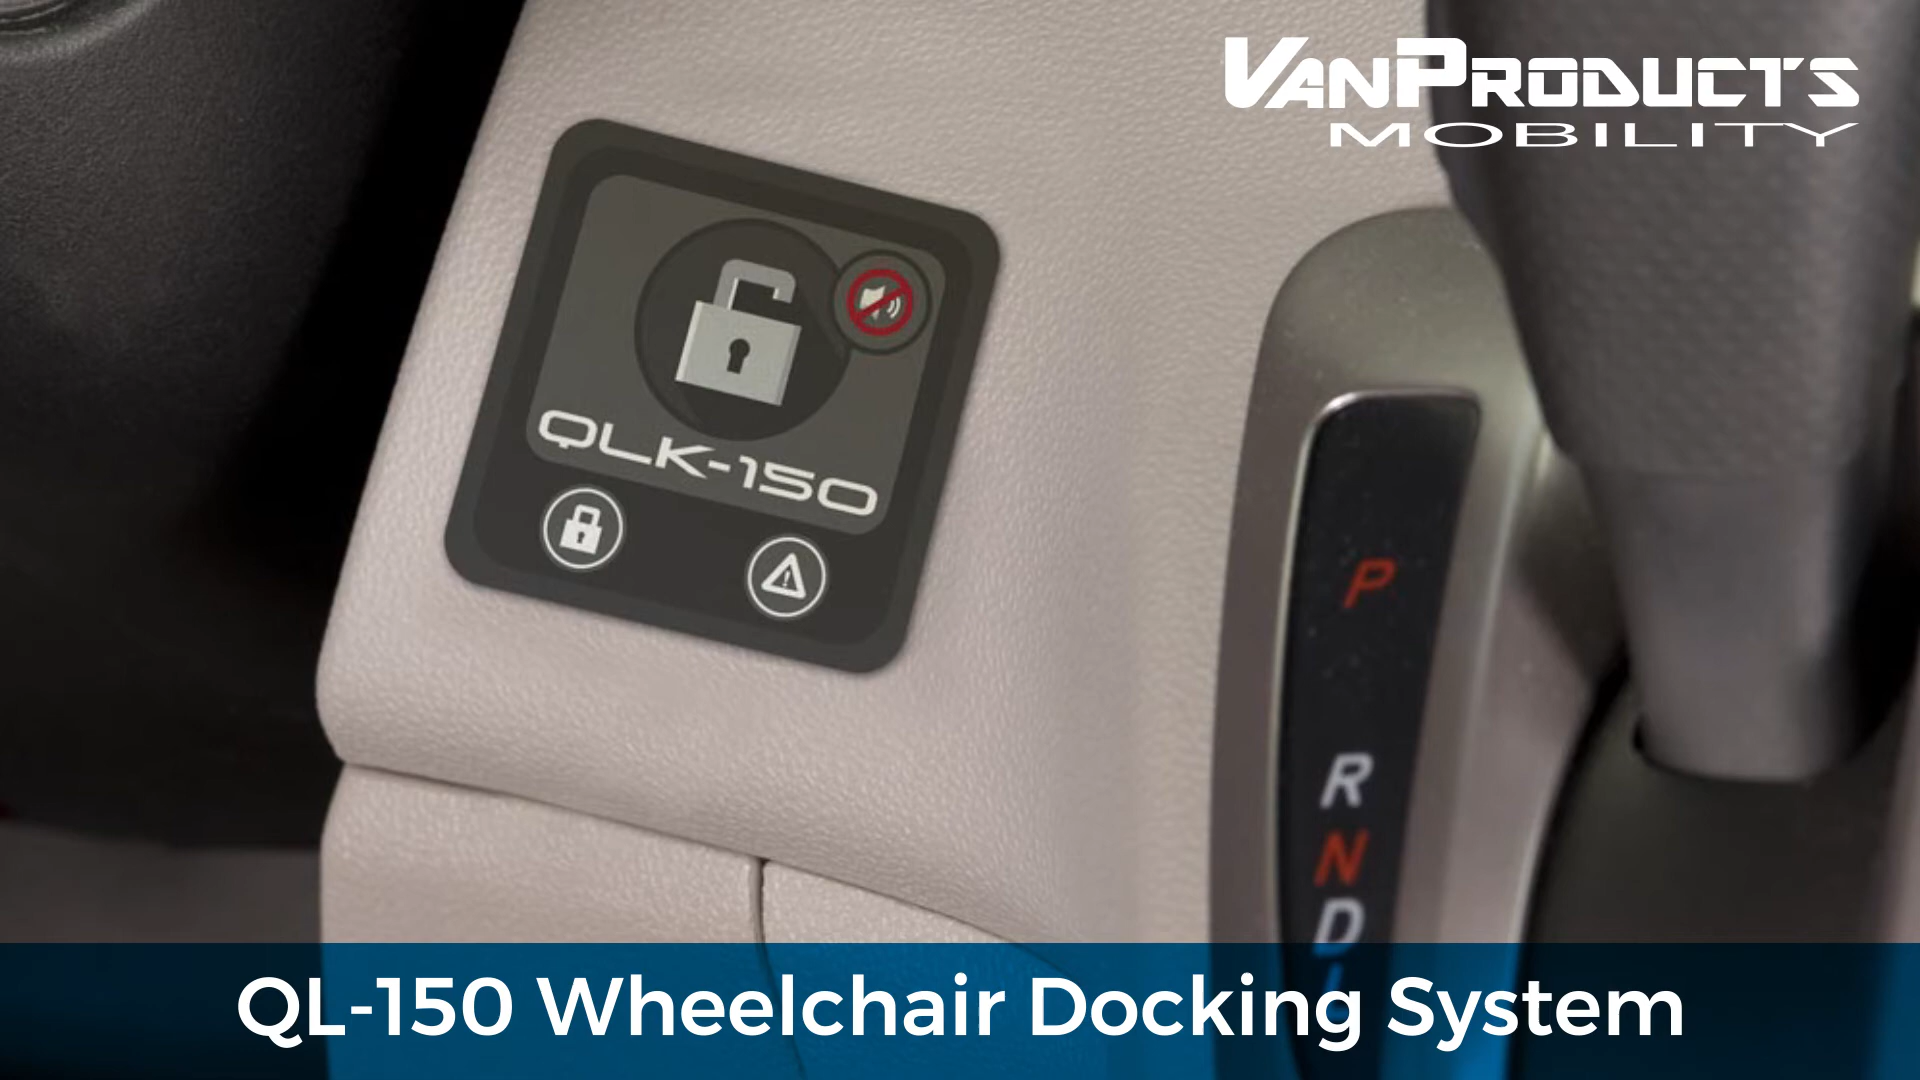 VANPRODUCTS
MOBILITY
QLK-150
P
R
N
D
QL-150 Wheelchair Docking System